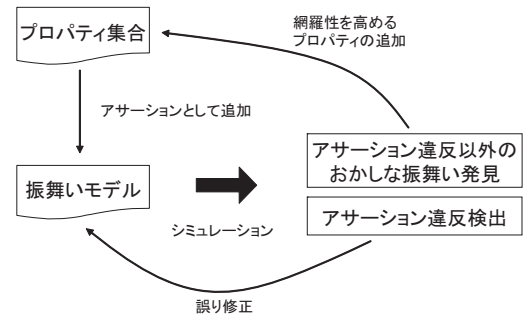 プロパティ集合
網羅性を高める
プロパティの追加
アサーションとして追加
アサーション違反以外の
おかしな振舞い発見
振舞いモデル
シミュレーション
アサーション違反検出
誤り修正